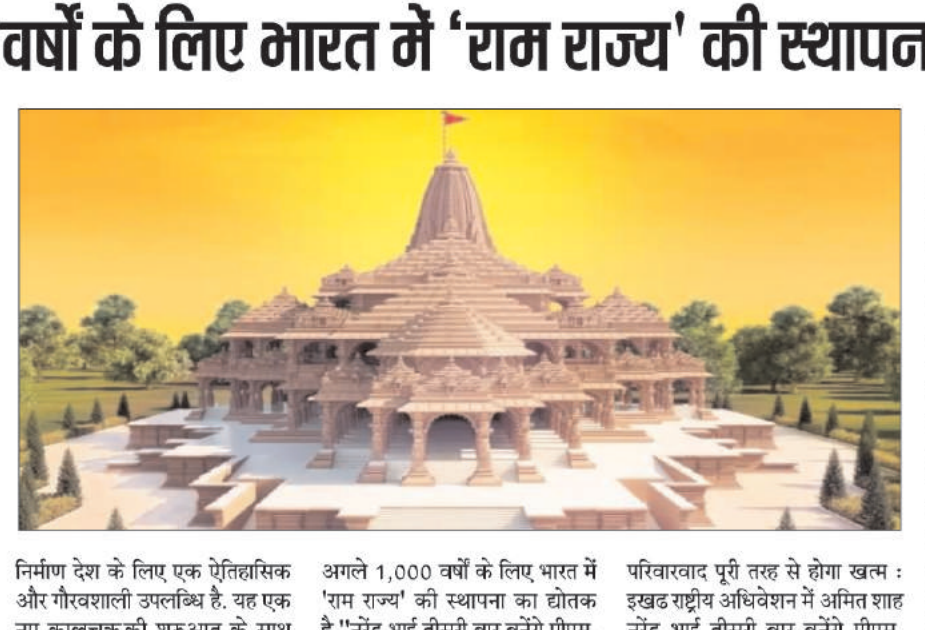 वर्षों के लिए भारत में ‘राम राज्य' की स्थापन
निर्माण देश के लिए एक ऐतिहासिक
और गौरवशाली उपलब्धि है. यह एक
अगले 1,000 वर्षों के लिए भारत में
'राम राज्य' की स्थापना का द्योतक
परिवारवाद पूरी तरह से होगा खत्म :
इखढ राष्ट्रीय अधिवेशन में अमित शाह